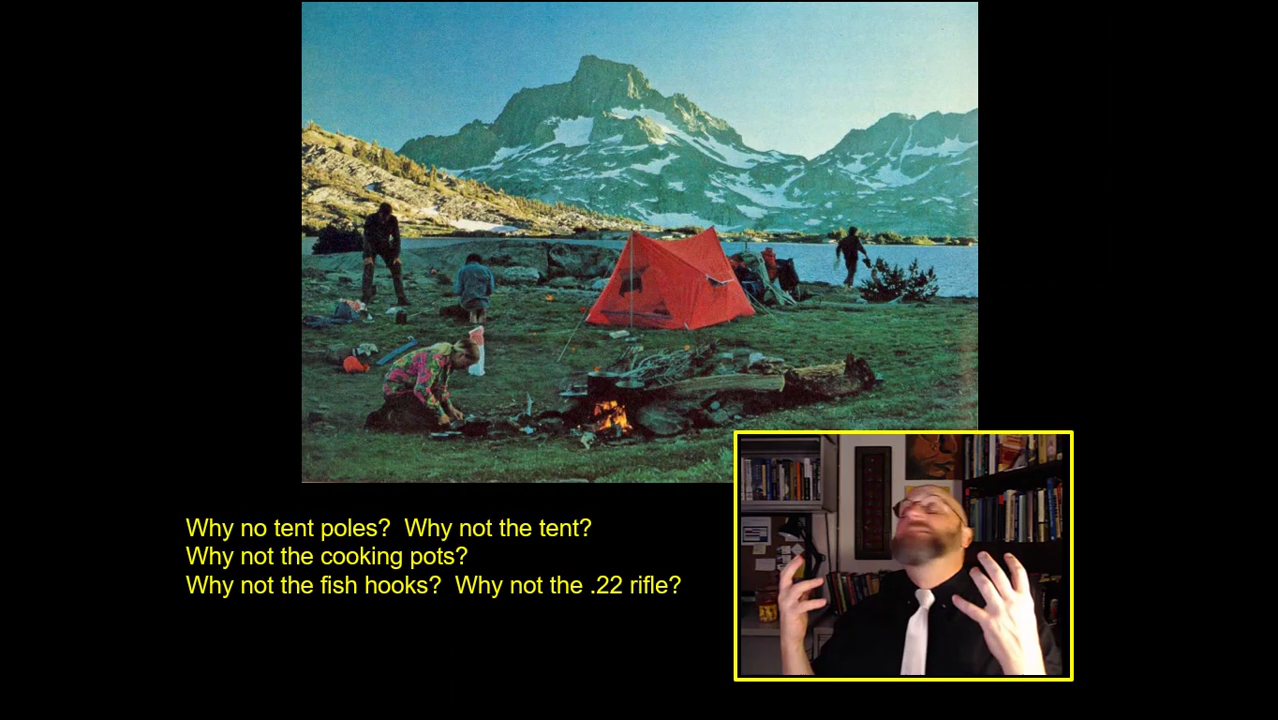 Why no tent poles?  Why not the tent?
Why not the cooking pots?
Why not the fish hooks?  Why not the .22 rifle?